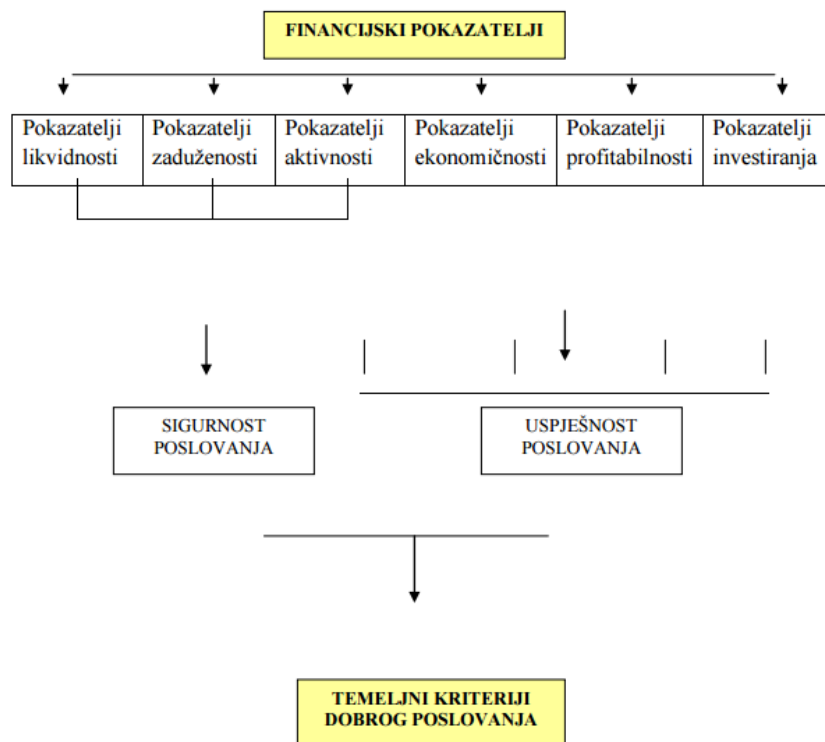 FINANCIJSKI POKAZATELJI
Pokazatelji
likvidnosti
Pokazatelji
zaduženosti
Pokazatelji
aktivnosti
Pokazatelji
ekonomičnosti
Pokazatelji
profitabilnosti
Pokazatelji
investiranja
SIGURNOST
POSLOVANJA
USPJEŠNOST
POSLOVANJA
TEMELJNI KRITERIJI
DOBROG POSLOVANJA